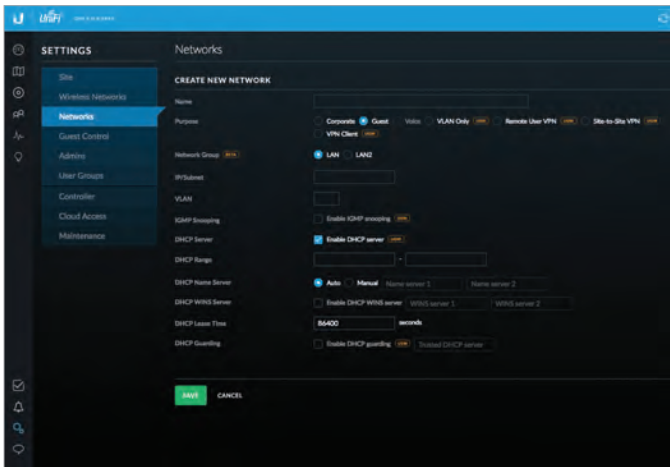 UniFi
SETTINGS
Networks
Site
Wireless Networks
Networks
Guest Control
Admins
User Groups
Controller
Cloud Access
Maintenance
CREATE NEW NETWORK
Name
Purpose Corporate Guest Voice VLAN Only Remote User VPN Site-to-Site VPN
VPN Client
Network Group BETA LAN LAN2
IP/Subnet
VLAN
IGMP Snooping Enable IGMP snooping
DHCP Server Enable DHCP server
DHCP Range -
DHCP Name Server Auto Manual Name server 1 Name server 2
DHCP WINS Server Enable DHCP WINS server WINS server 1 WINS server 2
DHCP Lease Time 86400 seconds
DHCP Guarding Enable DHCP guarding Trusted DHCP server
SAVE CANCEL